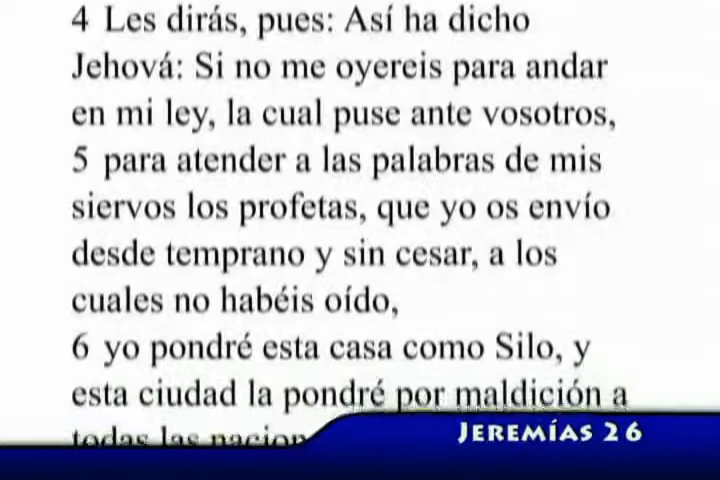 4 Les dirás, pues: Así ha dicho
Jehová: Si no me oyereis para andar
en mi ley, la cual puse ante vosotros,
5 para atender a las palabras de mis
siervos los profetas, que yo os envío
desde temprano y sin cesar, a los
cuales no habéis oído,
6 yo pondré esta casa como Silo, y
esta ciudad la pondré por maldición a
todas las nacion
JEREMÍAS 26